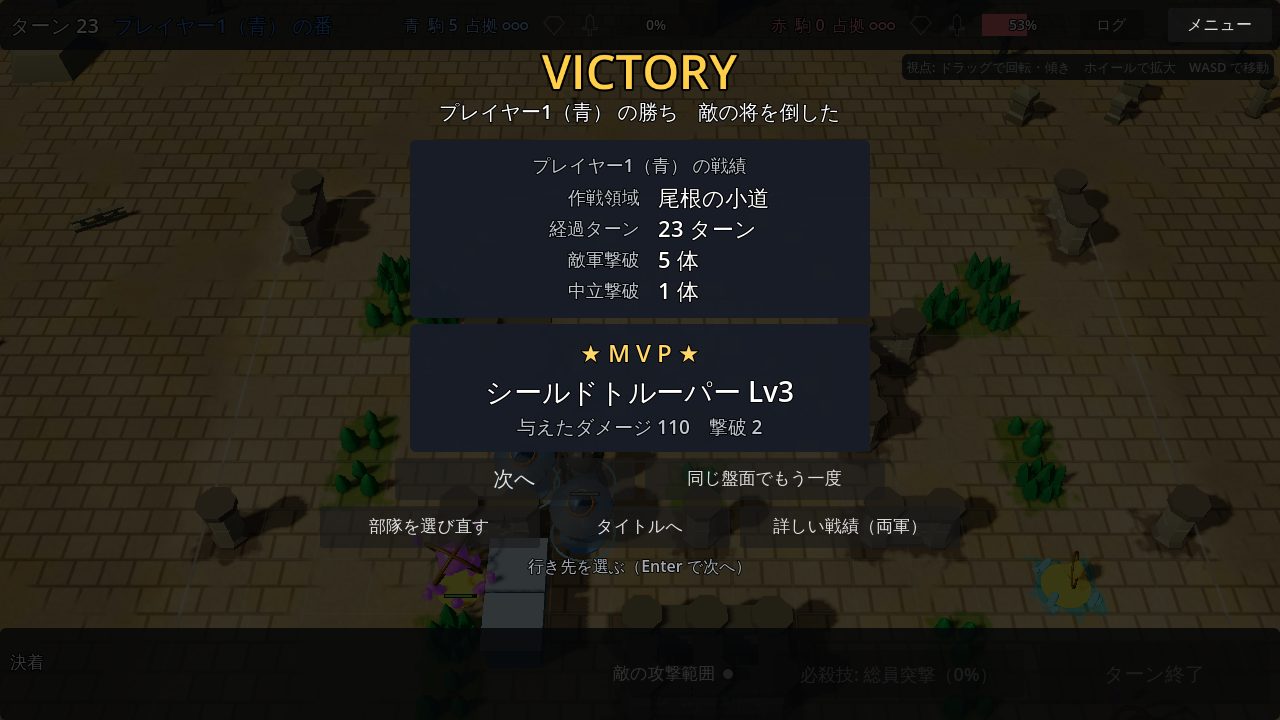 ターン 23 プレイヤー1（青） の番 青 駒 5 占拠 ○○○ 0% 赤 駒 0 占拠 ○○○ 53% ログ メニュー
視点: ドラッグで回転・傾き ホイールで拡大 WASD で移動
VICTORY
プレイヤー1（青） の勝ち 敵の将を倒した
プレイヤー1（青） の戦績
作戦領域 尾根の小道
経過ターン 23 ターン
敵軍撃破 5 体
中立撃破 1 体
★ M V P ★
シールドトルーパー Lv3
与えたダメージ 110 撃破 2
次へ 同じ盤面でもう一度
部隊を選び直す タイトルへ 詳しい戦績（両軍）
行き先を選ぶ（Enter で次へ）
決着
敵の攻撃範囲 ● 必殺技: 総員突撃（0%） ターン終了